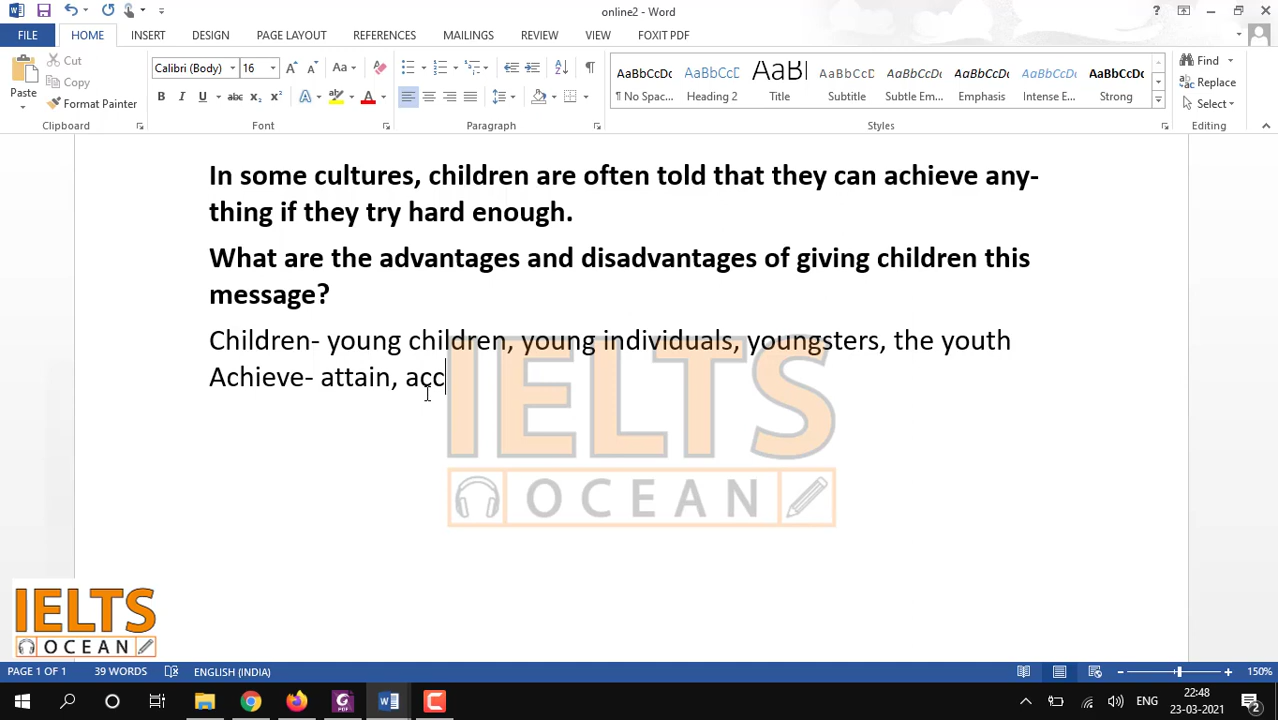 online2 - Word
FILE HOME INSERT DESIGN PAGE LAYOUT REFERENCES MAILINGS REVIEW VIEW FOXIT PDF
Cut
Copy
Format Painter
Paste
Clipboard
Calibri (Body) 16
Font
Paragraph
AaBbCcDc AaBbCcD AaBl AaBbCcD AaBbCcDc AaBbCcDc AaBbCcDc AaBbCcDc
¶ No Spac... Heading 2 Title Subtitle Subtle Em... Emphasis Intense E... Strong
Styles
Find
Replace
Select
Editing
In some cultures, children are often told that they can achieve any-
thing if they try hard enough.
What are the advantages and disadvantages of giving children this
message?
Children- young children, young individuals, youngsters, the youth
Achieve- attain, acc
IELTS
OCEAN
IELTS
OCEAN
PAGE 1 OF 1 39 WORDS ENGLISH (INDIA) 150%
ENG
22:48
23-03-2021
2